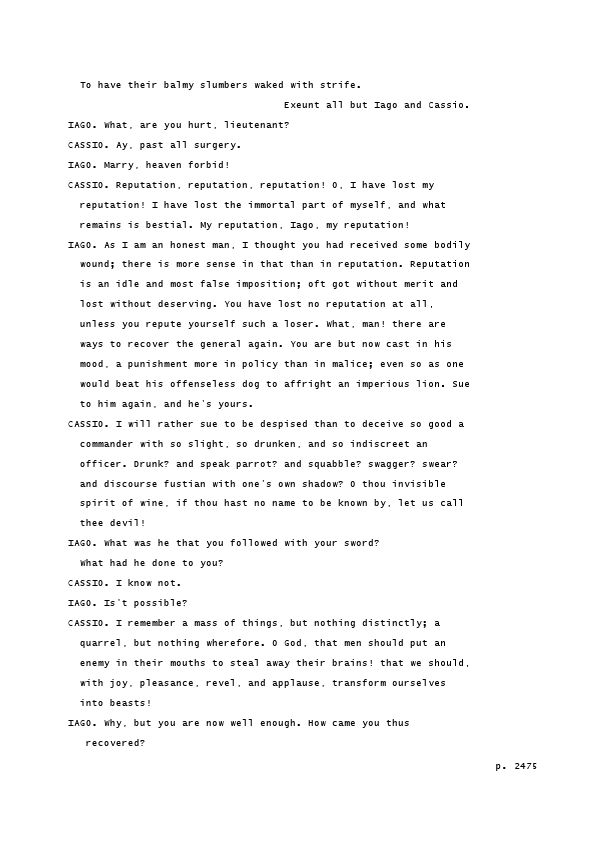 To have their balmy slumbers waked with strife.
Exeunt all but Iago and Cassio.
IAGO. What, are you hurt, lieutenant?
CASSIO. Ay, past all surgery.
IAGO. Marry, heaven forbid!
CASSIO. Reputation, reputation, reputation! O, I have lost my
reputation! I have lost the immortal part of myself, and what
remains is bestial. My reputation, Iago, my reputation!
IAGO. As I am an honest man, I thought you had received some bodily
wound; there is more sense in that than in reputation. Reputation
is an idle and most false imposition; oft got without merit and
lost without deserving. You have lost no reputation at all,
unless you repute yourself such a loser. What, man! there are
ways to recover the general again. You are but now cast in his
mood, a punishment more in policy than in malice; even so as one
would beat his offenseless dog to affright an imperious lion. Sue
to him again, and he's yours.
CASSIO. I will rather sue to be despised than to deceive so good a
commander with so slight, so drunken, and so indiscreet an
officer. Drunk? and speak parrot? and squabble? swagger? swear?
and discourse fustian with one's own shadow? O thou invisible
spirit of wine, if thou hast no name to be known by, let us call
thee devil!
IAGO. What was he that you followed with your sword?
What had he done to you?
CASSIO. I know not.
IAGO. Is't possible?
CASSIO. I remember a mass of things, but nothing distinctly; a
quarrel, but nothing wherefore. O God, that men should put an
enemy in their mouths to steal away their brains! that we should,
with joy, pleasance, revel, and applause, transform ourselves
into beasts!
IAGO. Why, but you are now well enough. How came you thus
recovered?
p. 2475